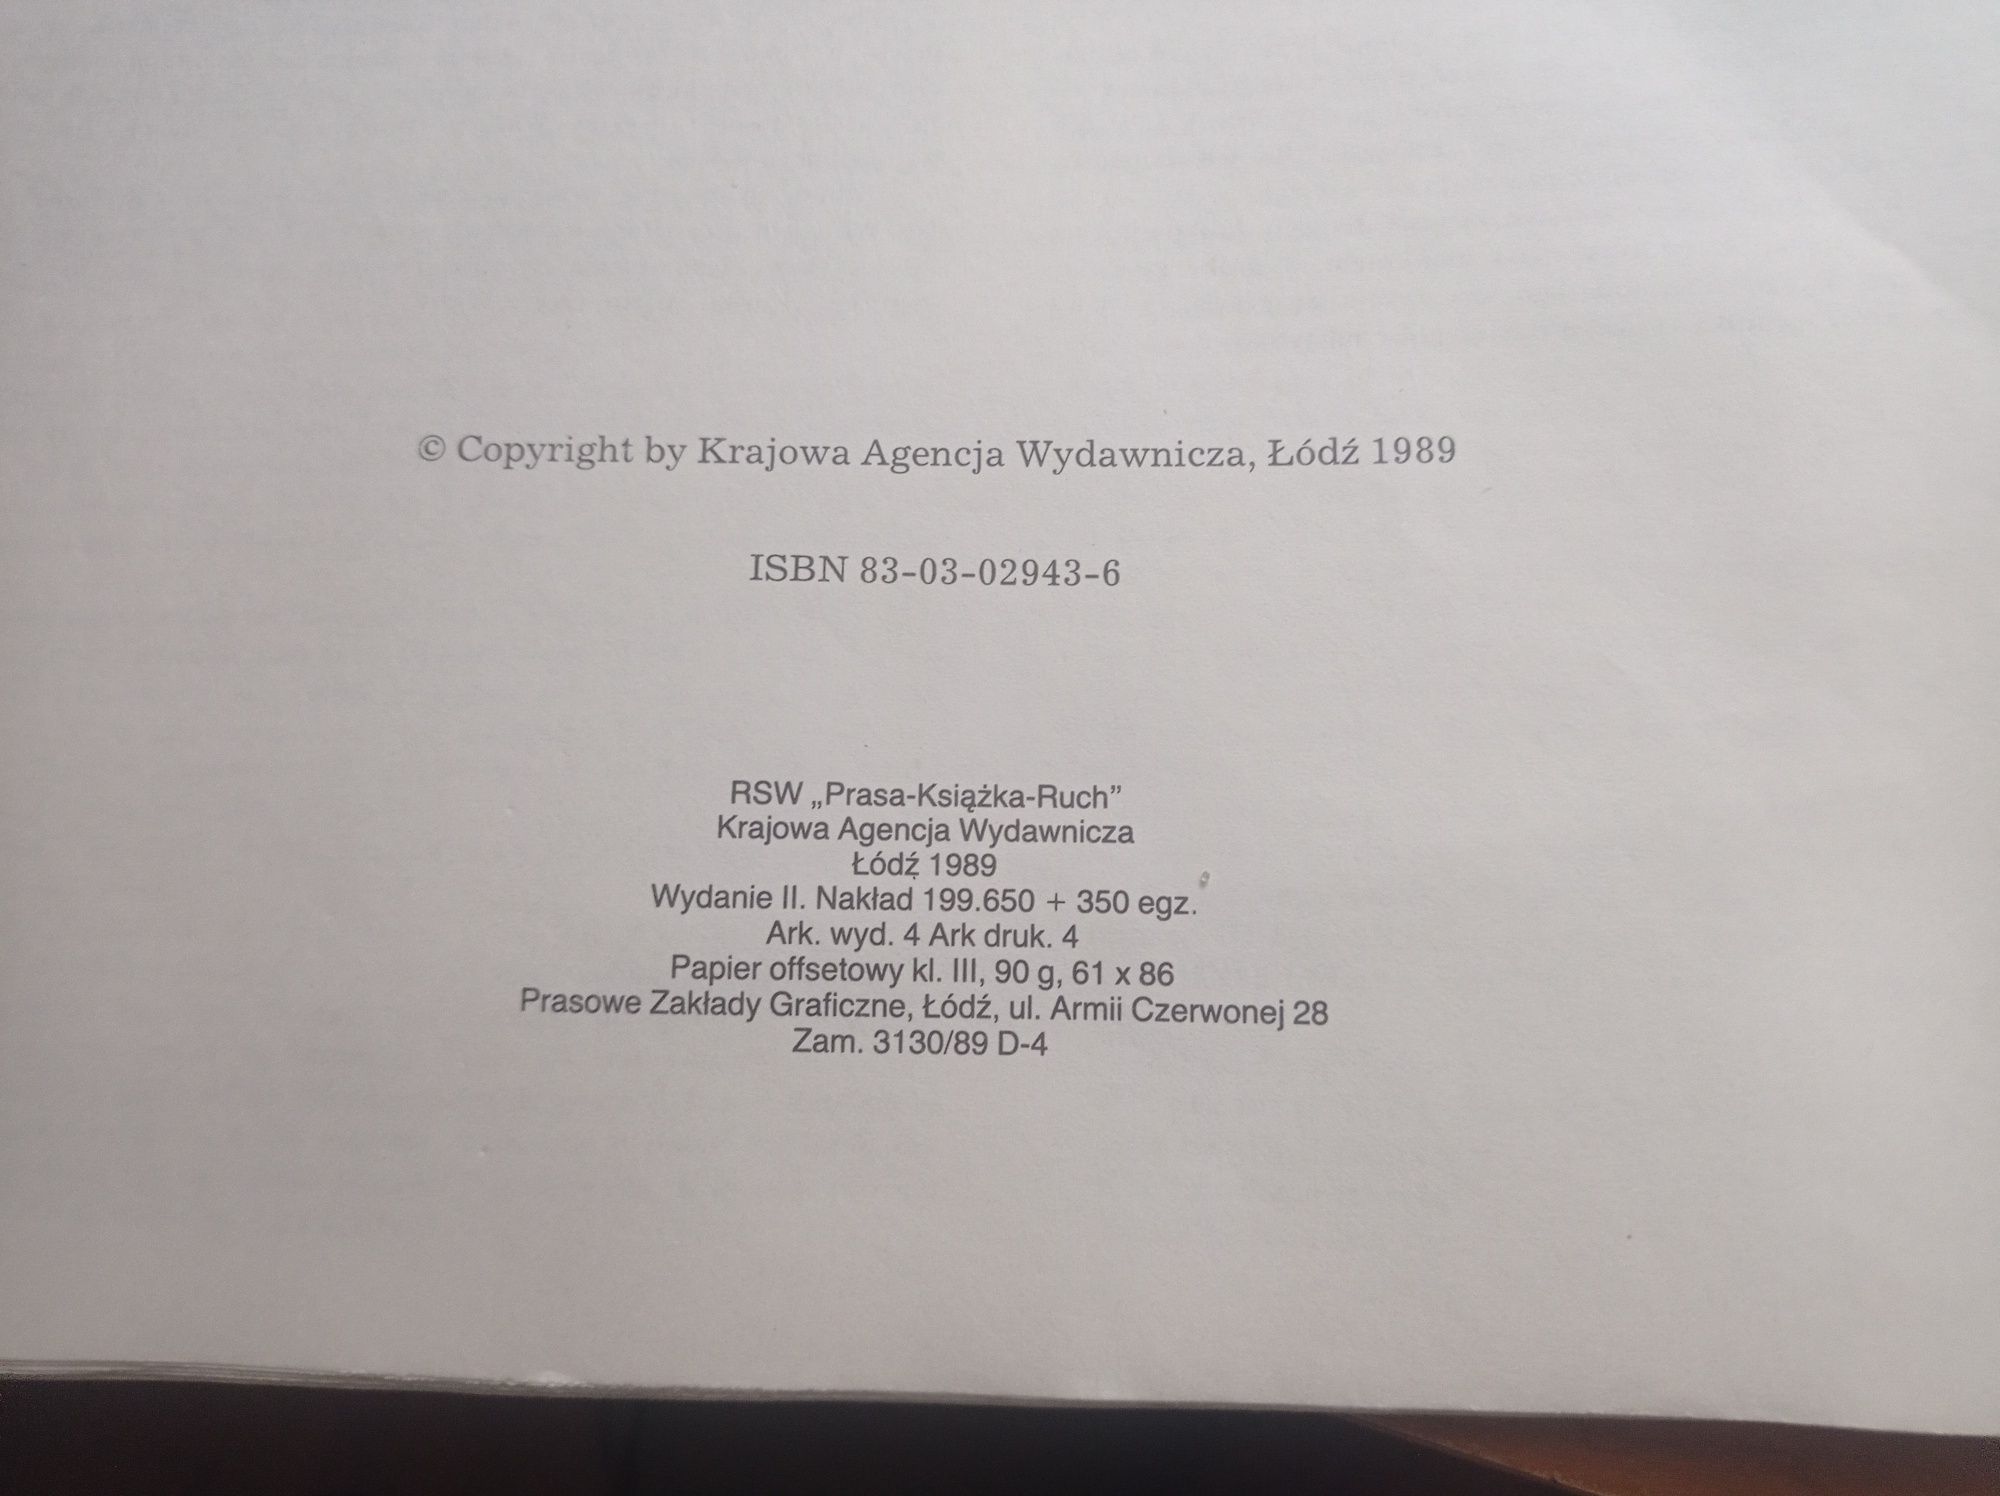 © Copyright by Krajowa Agencja Wydawnicza, Łódź 1989
ISBN 83-03-02943-6
RSW „Prasa-Książka-Ruch”
Krajowa Agencja Wydawnicza
Łódź 1989
Wydanie II. Nakład 199.650 + 350 egz.
Ark. wyd. 4 Ark druk. 4
Papier offsetowy kl. III, 90 g, 61 x 86
Prasowe Zakłady Graficzne, Łódź, ul. Armii Czerwonej 28
Zam. 3130/89 D-4